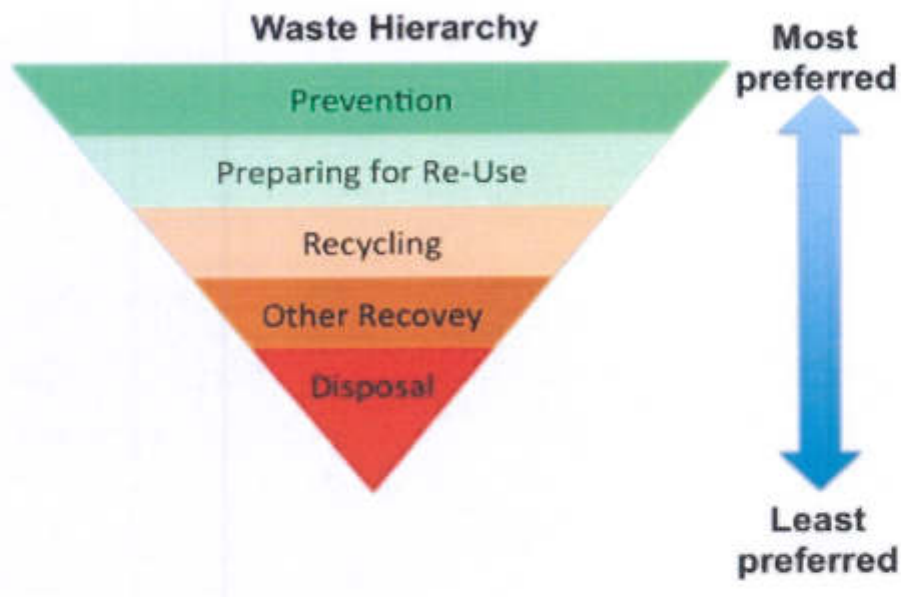 Waste Hierarchy
Most
preferred
Prevention
Preparing for Re-Use
Recycling
Other Recovey
Disposal
Least
preferred